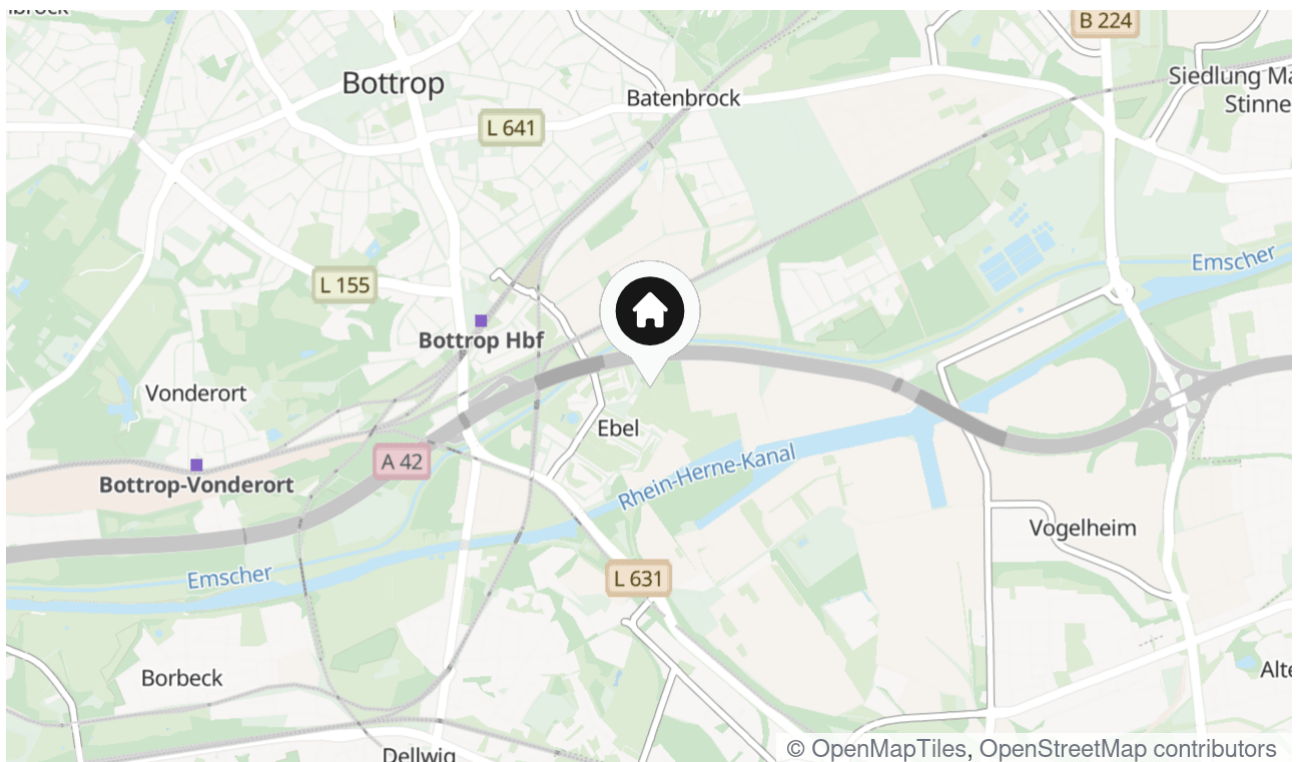 B 224
Bottrop
Siedlung Ma
Stinne
Batenbrock
L 641
Emscher
L 155
Bottrop Hbf
Vonderort
Ebel
A 42
Rhein-Herne-Kanal
Bottrop-Vonderort
Vogelheim
Emscher
L 631
Borbeck
Alte
Dellwig
© OpenMapTiles, OpenStreetMap contributors